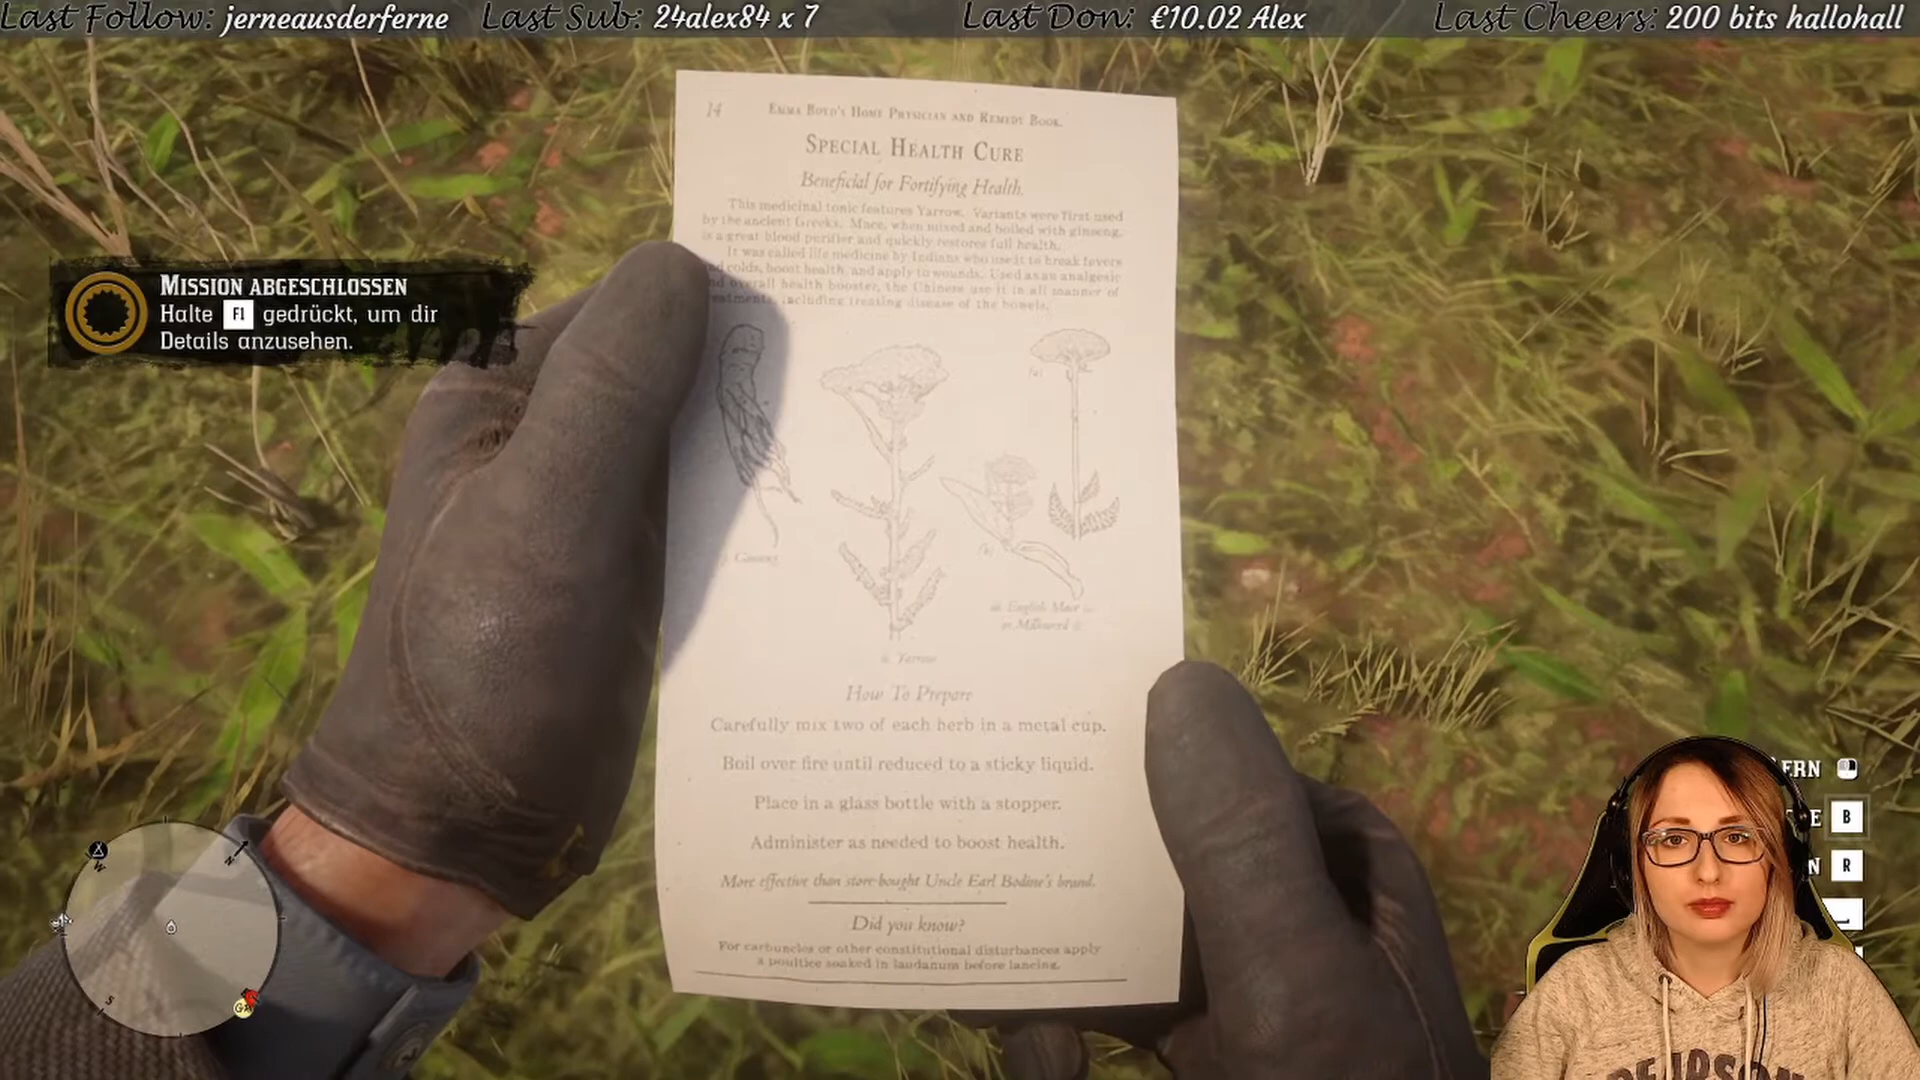 Last Follow: jerneausderferne Last Sub: 24alex84 x 7 Last Don: €10.02 Alex Last Cheers: 200 bits hallohall
14 Emma Boyd's Home Physician and Remedy Book.
Special Health Cure
Beneficial for Fortifying Health.
This medicinal tonic features Yarrow. Variants were first used
by the ancient Greeks. Mace, when mixed and boiled with ginseng,
is a great blood purifier and quickly restores full health.
It was called life medicine by Indians who use it to break fevers
colds, boost health, and apply to wounds. Used as an analgesic
overall health booster, the Chinese use it in all manner of
including treating disease of the bowels.
Mission abgeschlossen
Halte F1 gedrückt, um dir
Details anzusehen.
(a)
(b)
Ginseng
English Mace
or Milfoured
Yarrow
How To Prepare
Carefully mix two of each herb in a metal cup.
Boil over fire until reduced to a sticky liquid.
Place in a glass bottle with a stopper.
Administer as needed to boost health.
More effective than store-bought Uncle Earl Bodine's brand.
Did you know?
For carbuncles or other constitutional disturbances apply
a poultice soaked in laudanum before lancing.
ERN
E B
N R
N
S